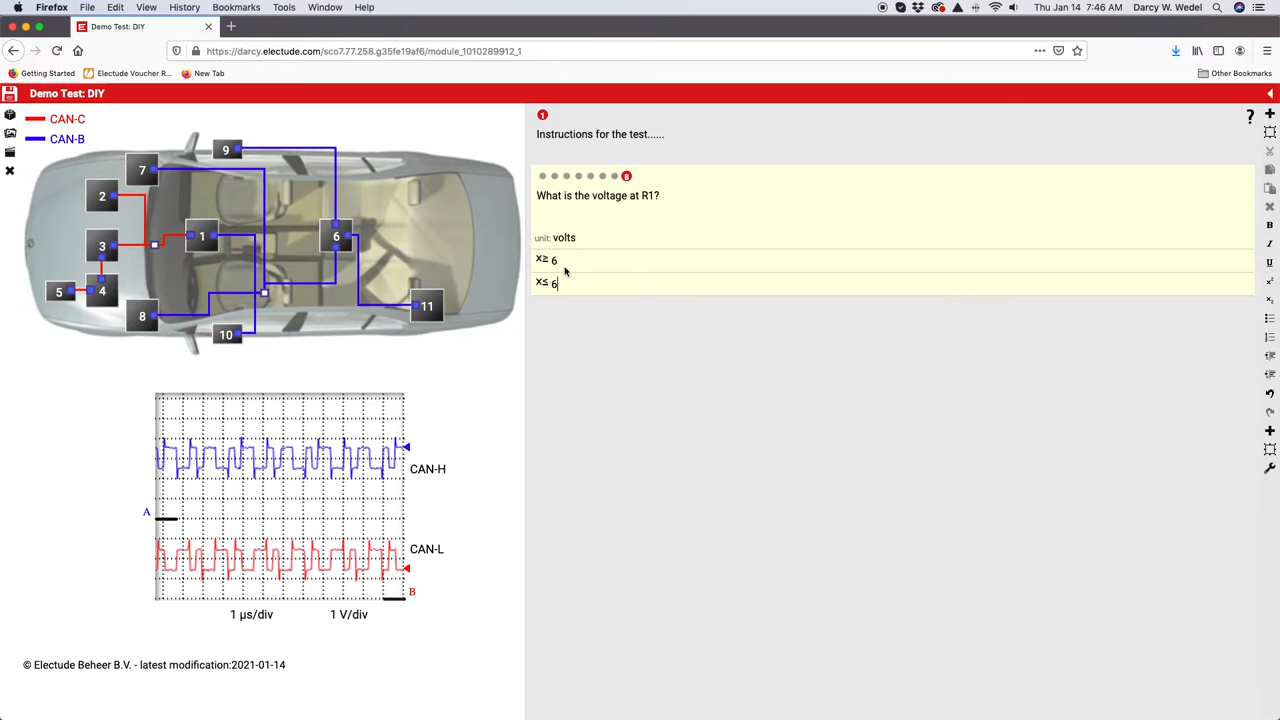 Firefox File Edit View History Bookmarks Tools Window Help Thu Jan 14 7:46 AM Darcy W. Wedel
Demo Test: DIY
https://darcy.electude.com/sco7.77.258.g35fe19af6/module_1010289912_1
Getting Started Electude Voucher R... New Tab Other Bookmarks
Demo Test: DIY
CAN-C
CAN-B
9
7
2
3
1
6
5
4
8
10
11
CAN-H
A
CAN-L
B
1 µs/div 1 V/div
© Electude Beheer B.V. - latest modification:2021-01-14
1
?
Instructions for the test......
8
What is the voltage at R1?
unit: volts
x≥ 6
x≤ 6
B
I
U
x²
x₂